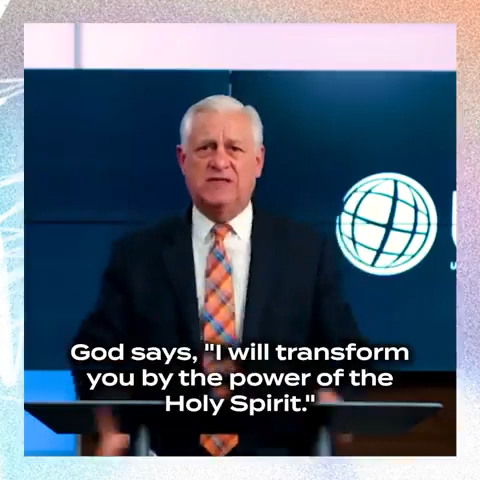 God says, "I will transform
you by the power of the
Holy Spirit."